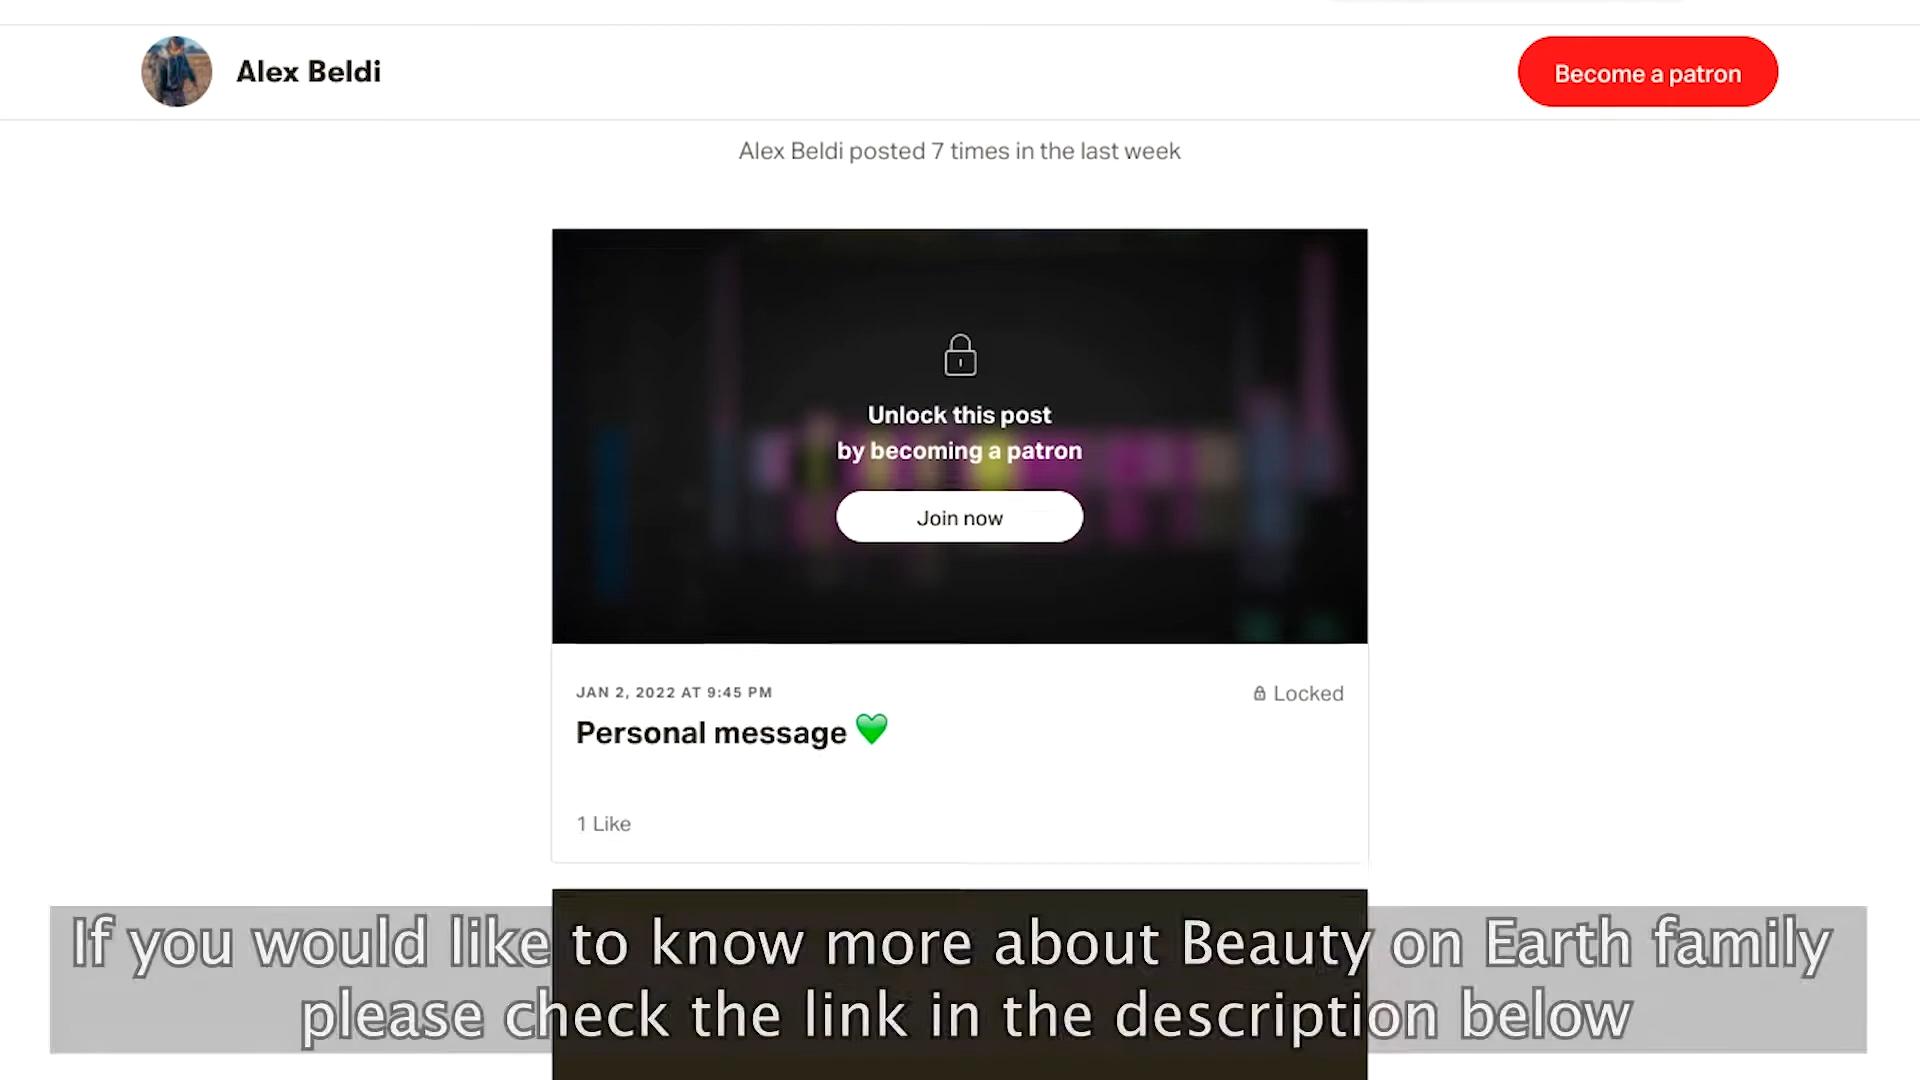 Alex Beldi
Become a patron
Alex Beldi posted 7 times in the last week
Unlock this post
by becoming a patron
Join now
JAN 2, 2022 AT 9:45 PM
Locked
Personal message 💚
1 Like
If you would like to know more about Beauty on Earth family
please check the link in the description below